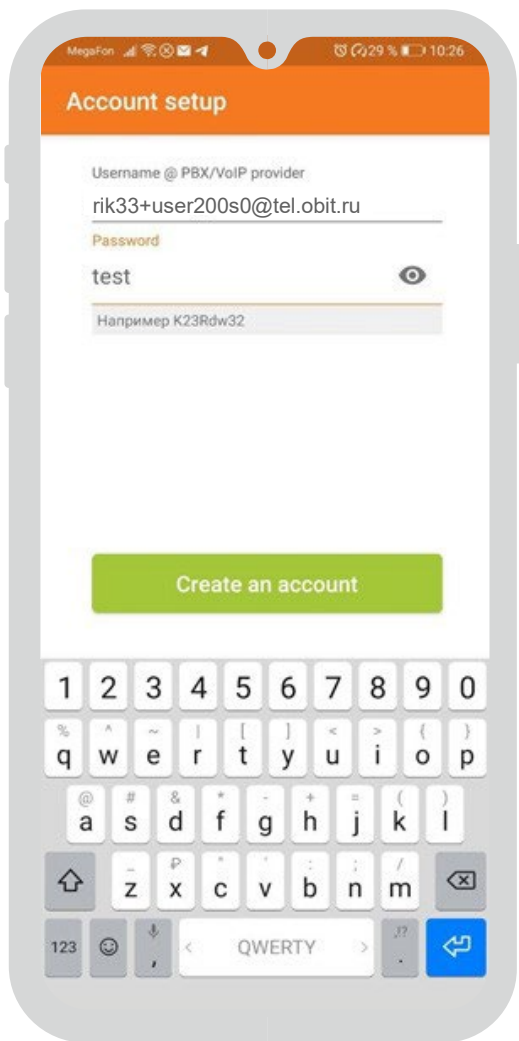 MegaFon 29 % 10:26
Account setup
Username @ PBX/VoIP provider
rik33+user200s0@tel.obit.ru
Password
test
Например K23Rdw32
Create an account
1 2 3 4 5 6 7 8 9 0
% ^ ~ | [ ] < > { }
q w e r t y u i o p
@ # & * - + = ( )
a s d f g h j k l
_ ₽ " ' : ; /
z x c v b n m
,!?
123 , < QWERTY > .